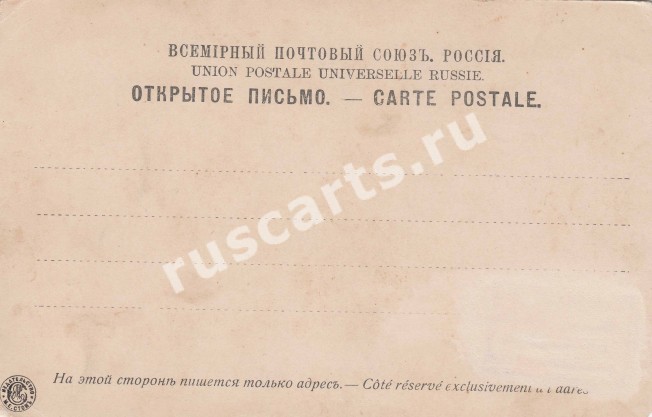 ВСЕМІРНЫЙ ПОЧТОВЫЙ СОЮЗЪ. РОССІЯ.
UNION POSTALE UNIVERSELLE RUSSIE.
ОТКРЫТОЕ ПИСЬМО. — CARTE POSTALE.
ruscarts.ru
На этой сторонѣ пишется только адресъ. — Côté réservé exclusivement